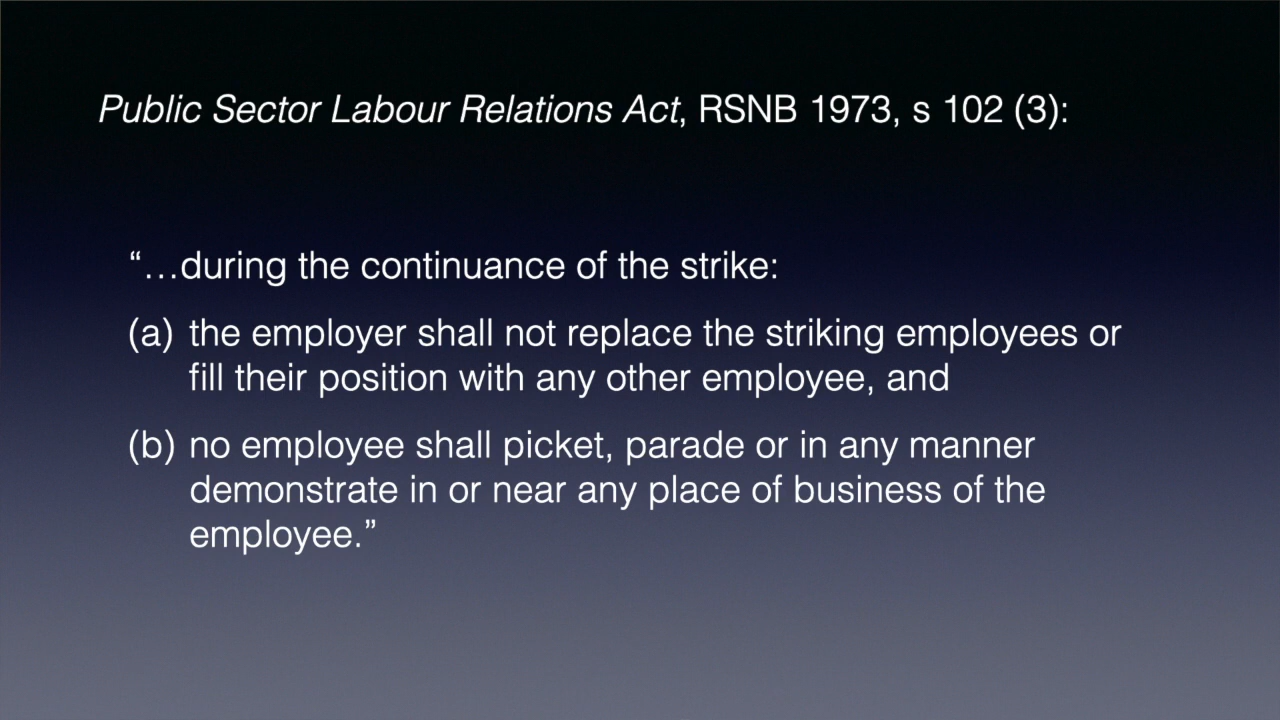 Public Sector Labour Relations Act, RSNB 1973, s 102 (3):
“…during the continuance of the strike:
(a) the employer shall not replace the striking employees or
fill their position with any other employee, and
(b) no employee shall picket, parade or in any manner
demonstrate in or near any place of business of the
employee.”